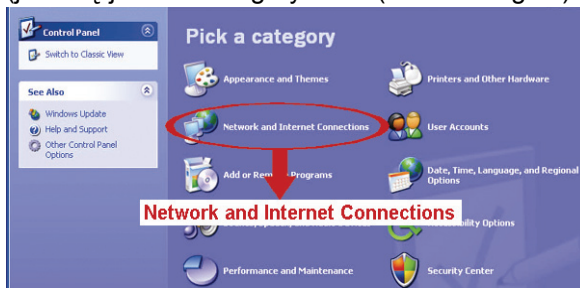 Control Panel
Switch to Classic View
See Also
Windows Update
Help and Support
Other Control Panel
Options
Pick a category
Appearance and Themes
Printers and Other Hardware
Network and Internet Connections
User Accounts
Add or Remove Programs
Date, Time, Language, and Regional
Options
Network and Internet Connections
Accessibility Options
Performance and Maintenance
Security Center